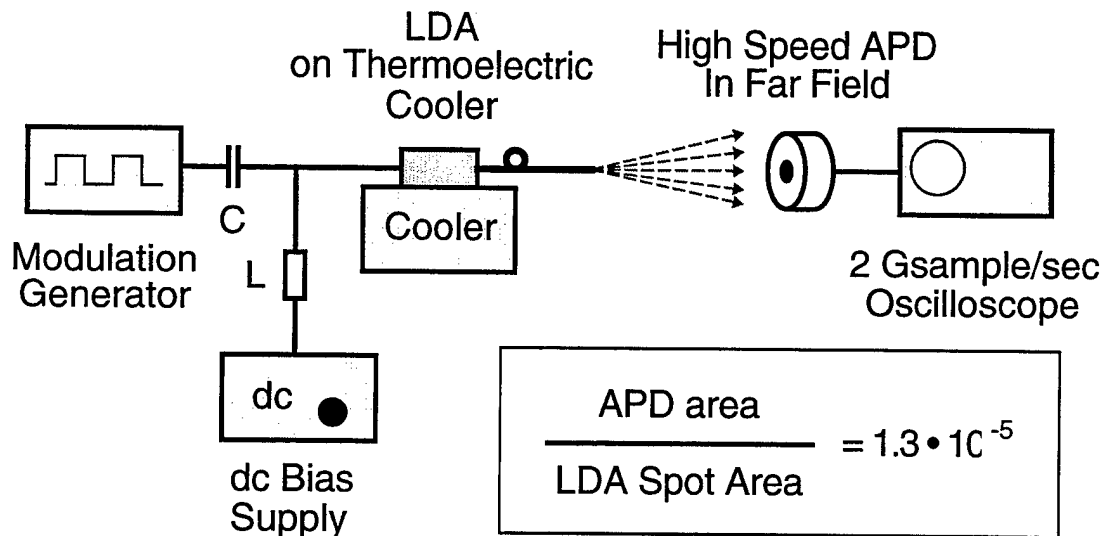 LDA
on Thermoelectric
Cooler
High Speed APD
In Far Field
C
Cooler
L
Modulation
Generator
2 Gsample/sec
Oscilloscope
dc
dc Bias
Supply
APD area
LDA Spot Area
= 1.3 • 10⁻⁵